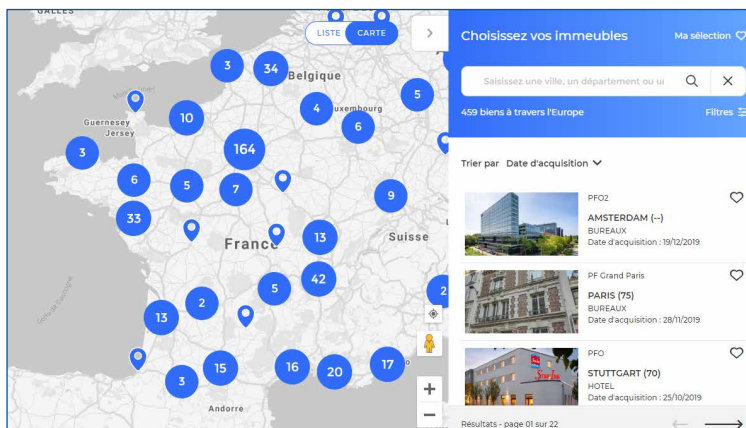 GALLES
LISTE
CARTE
3
34
Belgique
4
uxembourg
5
6
10
Guernesey
Jersey
164
3
6
5
7
9
33
France
13
Suisse
42
5
2
13
2
15
3
16
20
17
Andorre
Golfe de Gascogne
+
−
Choisissez vos immeubles
Ma sélection
Saisissez une ville, un département ou ui
459 biens à travers l'Europe
Filtres
Trier par Date d'acquisition
PFO2
AMSTERDAM (--)
BUREAUX
Date d'acquisition : 19/12/2019
PF Grand Paris
PARIS (75)
BUREAUX
Date d'acquisition : 28/11/2019
PFO
STUTTGART (70)
HOTEL
Date d'acquisition : 25/10/2019
Résultats - page 01 sur 22